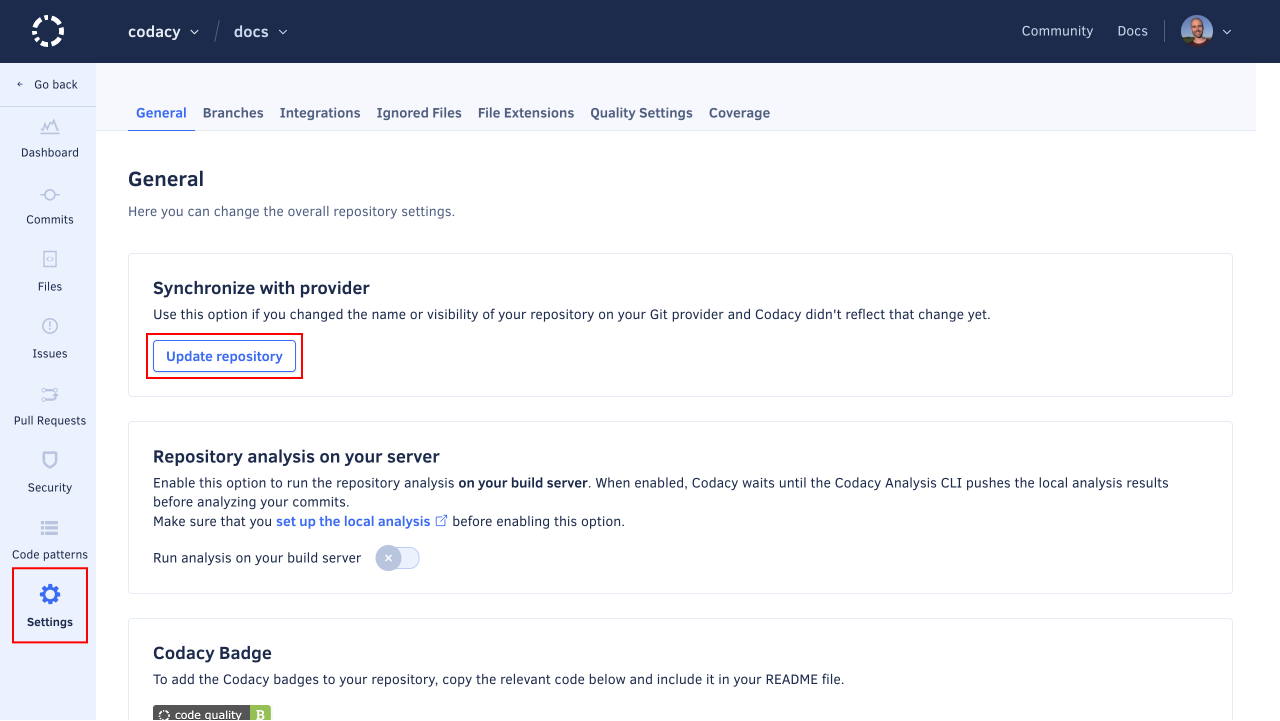 codacy / docs
Community Docs
← Go back
General Branches Integrations Ignored Files File Extensions Quality Settings Coverage
Dashboard
Commits
Files
Issues
Pull Requests
Security
Code patterns
Settings
General
Here you can change the overall repository settings.
Synchronize with provider
Use this option if you changed the name or visibility of your repository on your Git provider and Codacy didn't reflect that change yet.
Update repository
Repository analysis on your server
Enable this option to run the repository analysis on your build server. When enabled, Codacy waits until the Codacy Analysis CLI pushes the local analysis results
before analyzing your commits.
Make sure that you set up the local analysis before enabling this option.
Run analysis on your build server
Codacy Badge
To add the Codacy badges to your repository, copy the relevant code below and include it in your README file.
code quality B